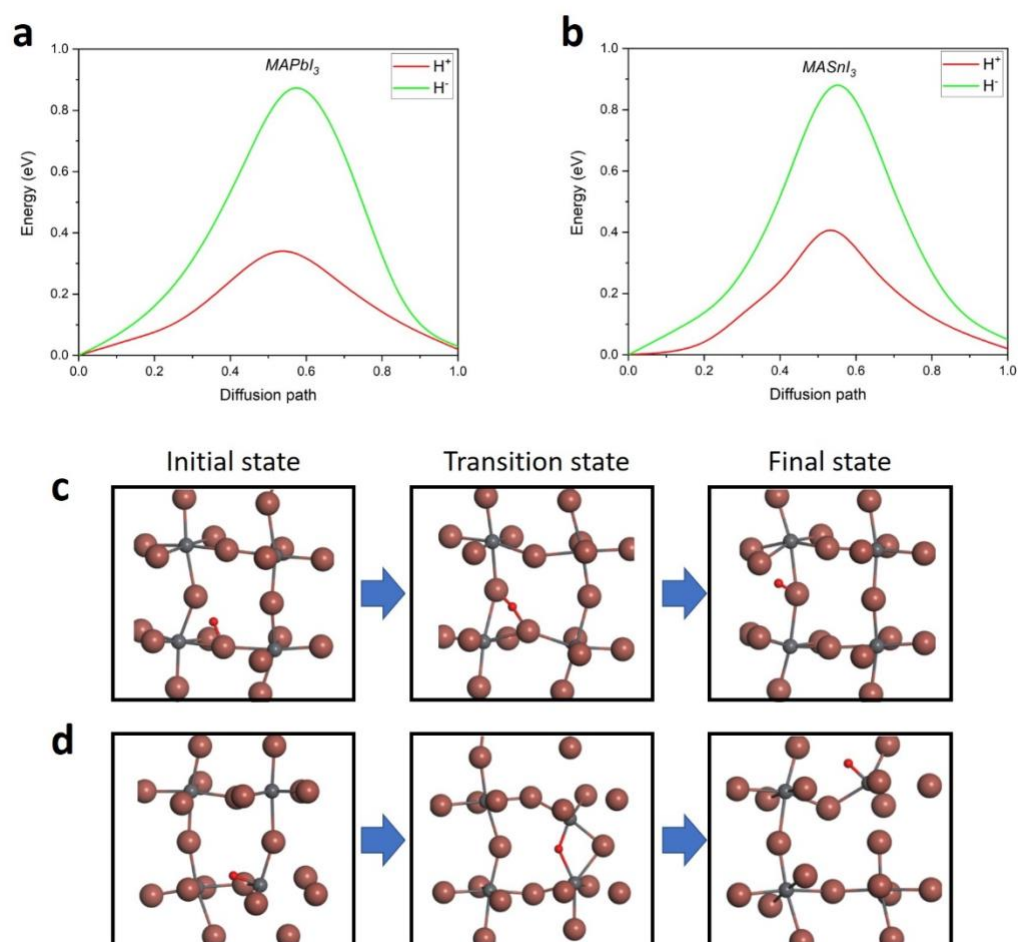 a
MAPbI3
H+
H-
1.0
0.8
0.6
0.4
0.2
0.0
Energy (eV)
0.0 0.2 0.4 0.6 0.8 1.0
Diffusion path
b
MASnI3
H+
H-
1.0
0.8
0.6
0.4
0.2
0.0
Energy (eV)
0.0 0.2 0.4 0.6 0.8 1.0
Diffusion path
Initial state Transition state Final state
c
d